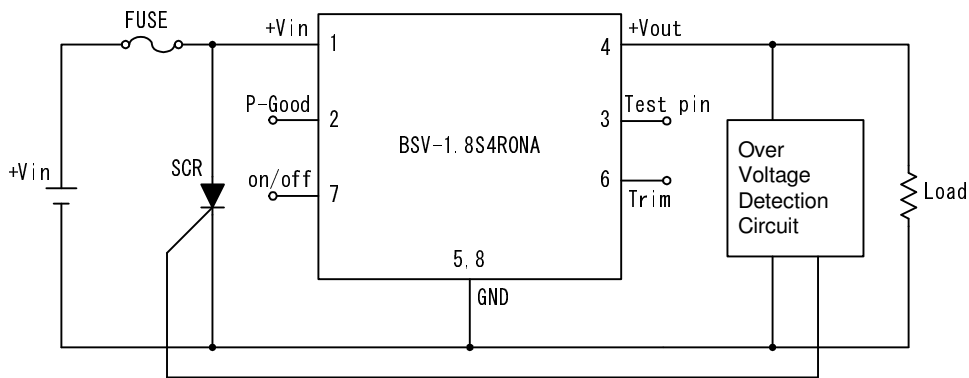 FUSE
+Vin
1
4
+Vout
P-Good
2
3
Test pin
BSV-1.8S4R0NA
Over
Voltage
Detection
Circuit
+Vin
SCR
on/off
7
6
Trim
Load
5,8
GND